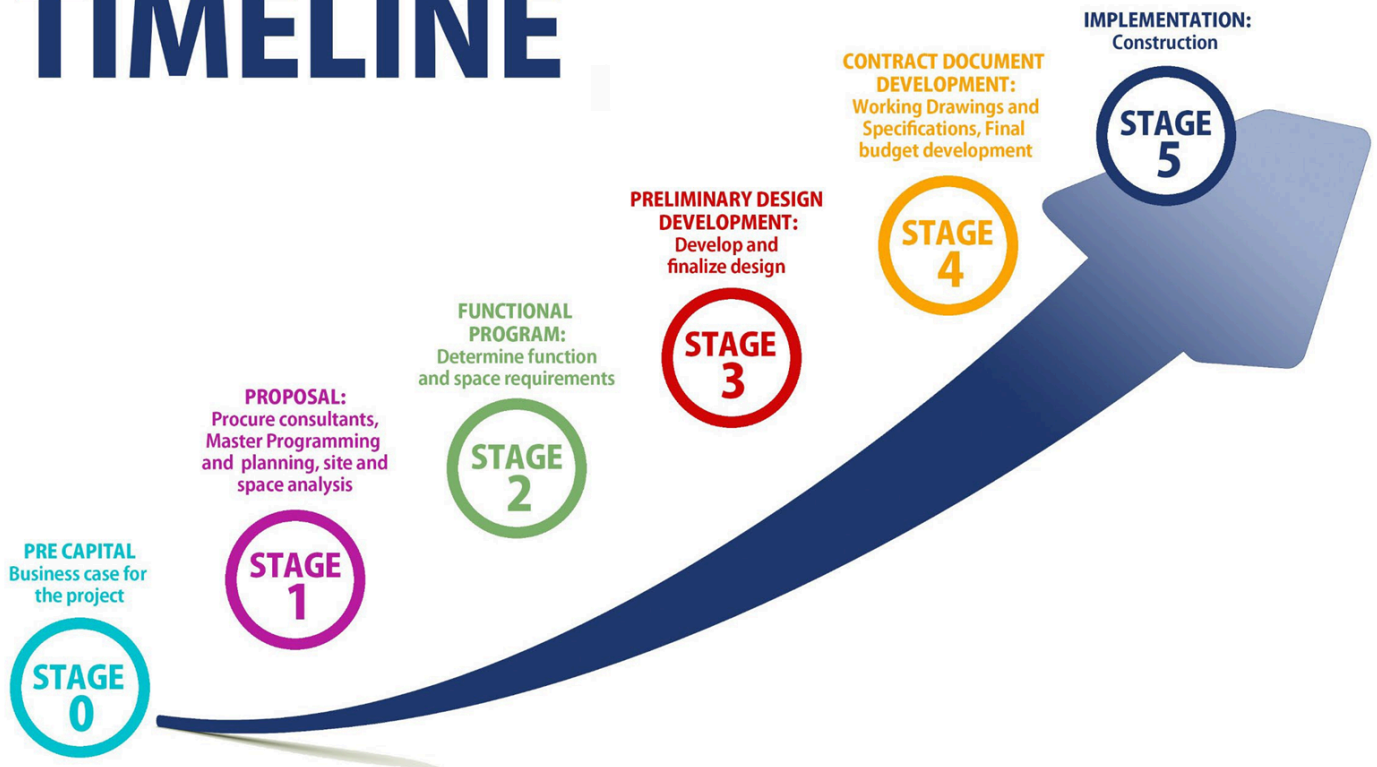 TIMELINE
PRE CAPITAL
Business case for
the project
STAGE
0
PROPOSAL:
Procure consultants,
Master Programming
and planning, site and
space analysis
STAGE
1
FUNCTIONAL
PROGRAM:
Determine function
and space requirements
STAGE
2
PRELIMINARY DESIGN
DEVELOPMENT:
Develop and
finalize design
STAGE
3
CONTRACT DOCUMENT
DEVELOPMENT:
Working Drawings and
Specifications, Final
budget development
STAGE
4
IMPLEMENTATION:
Construction
STAGE
5